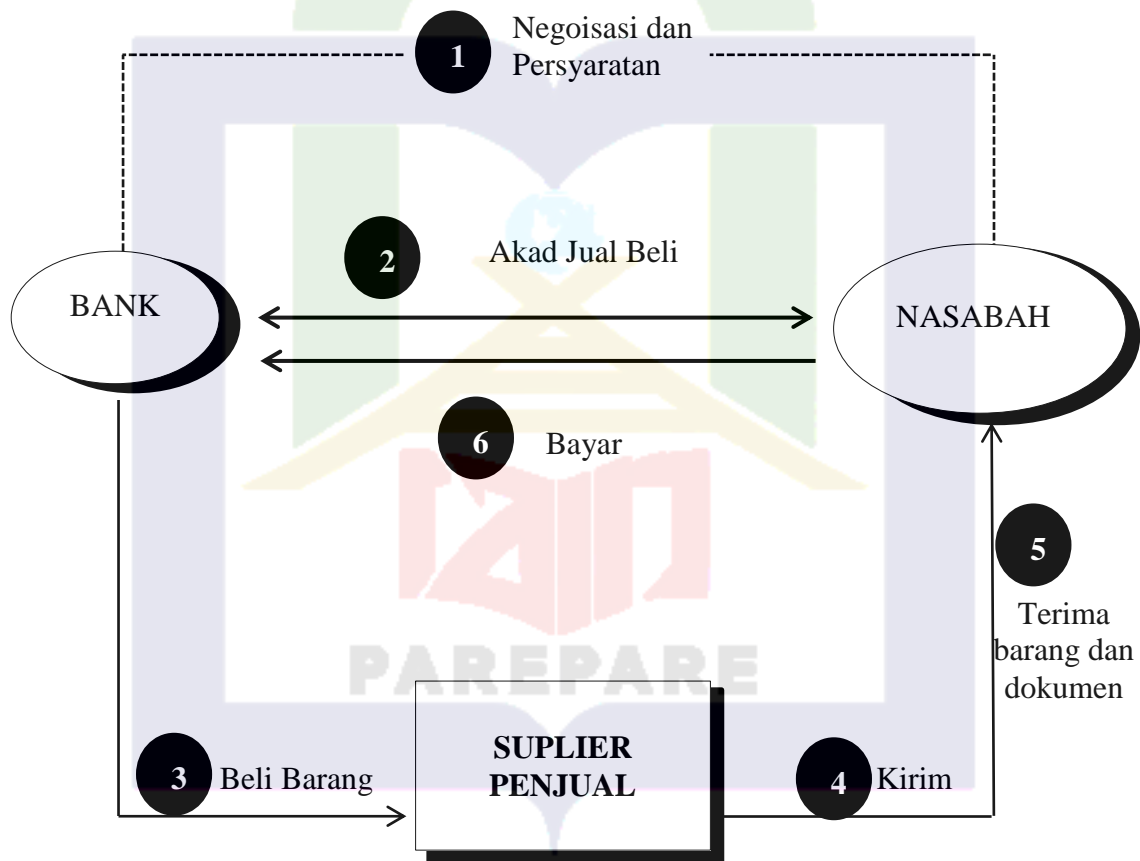 1
Negoisasi dan
Persyaratan
2
Akad Jual Beli
BANK
NASABAH
6
Bayar
5
Terima
barang dan
dokumen
PAREPARE
SUPLIER
PENJUAL
3
Beli Barang
4
Kirim